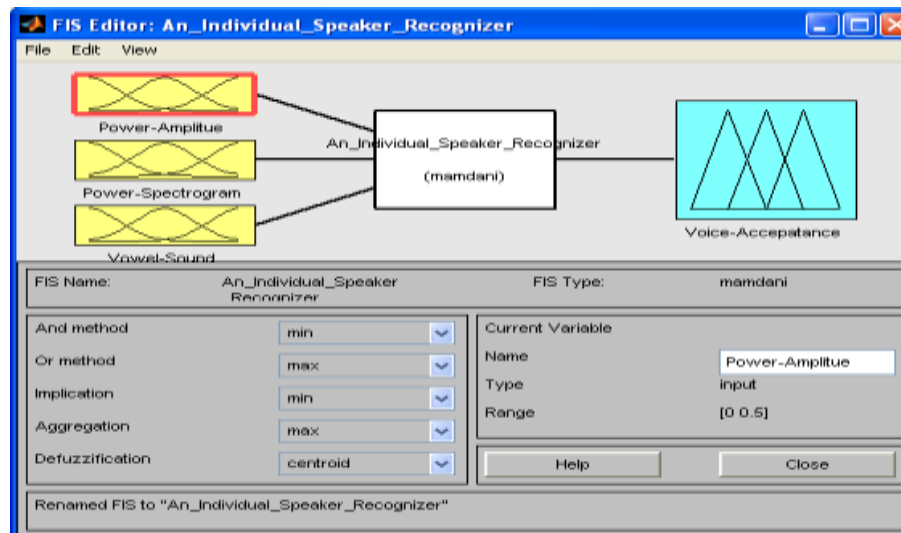 FIS Editor: An_Individual_Speaker_Recognizer
File Edit View
Power-Amplitue
Power-Spectrogram
Vowel-Sound
An_Individual_Speaker_Recognizer
(mamdani)
Voice-Accepatance
FIS Name: An_Individual_Speaker
Recognizer
FIS Type: mamdani
And method min
Or method max
Implication min
Aggregation max
Defuzzification centroid
Current Variable
Name Power-Amplitue
Type input
Range [0 0.5]
Help Close
Renamed FIS to "An_Individual_Speaker_Recognizer"